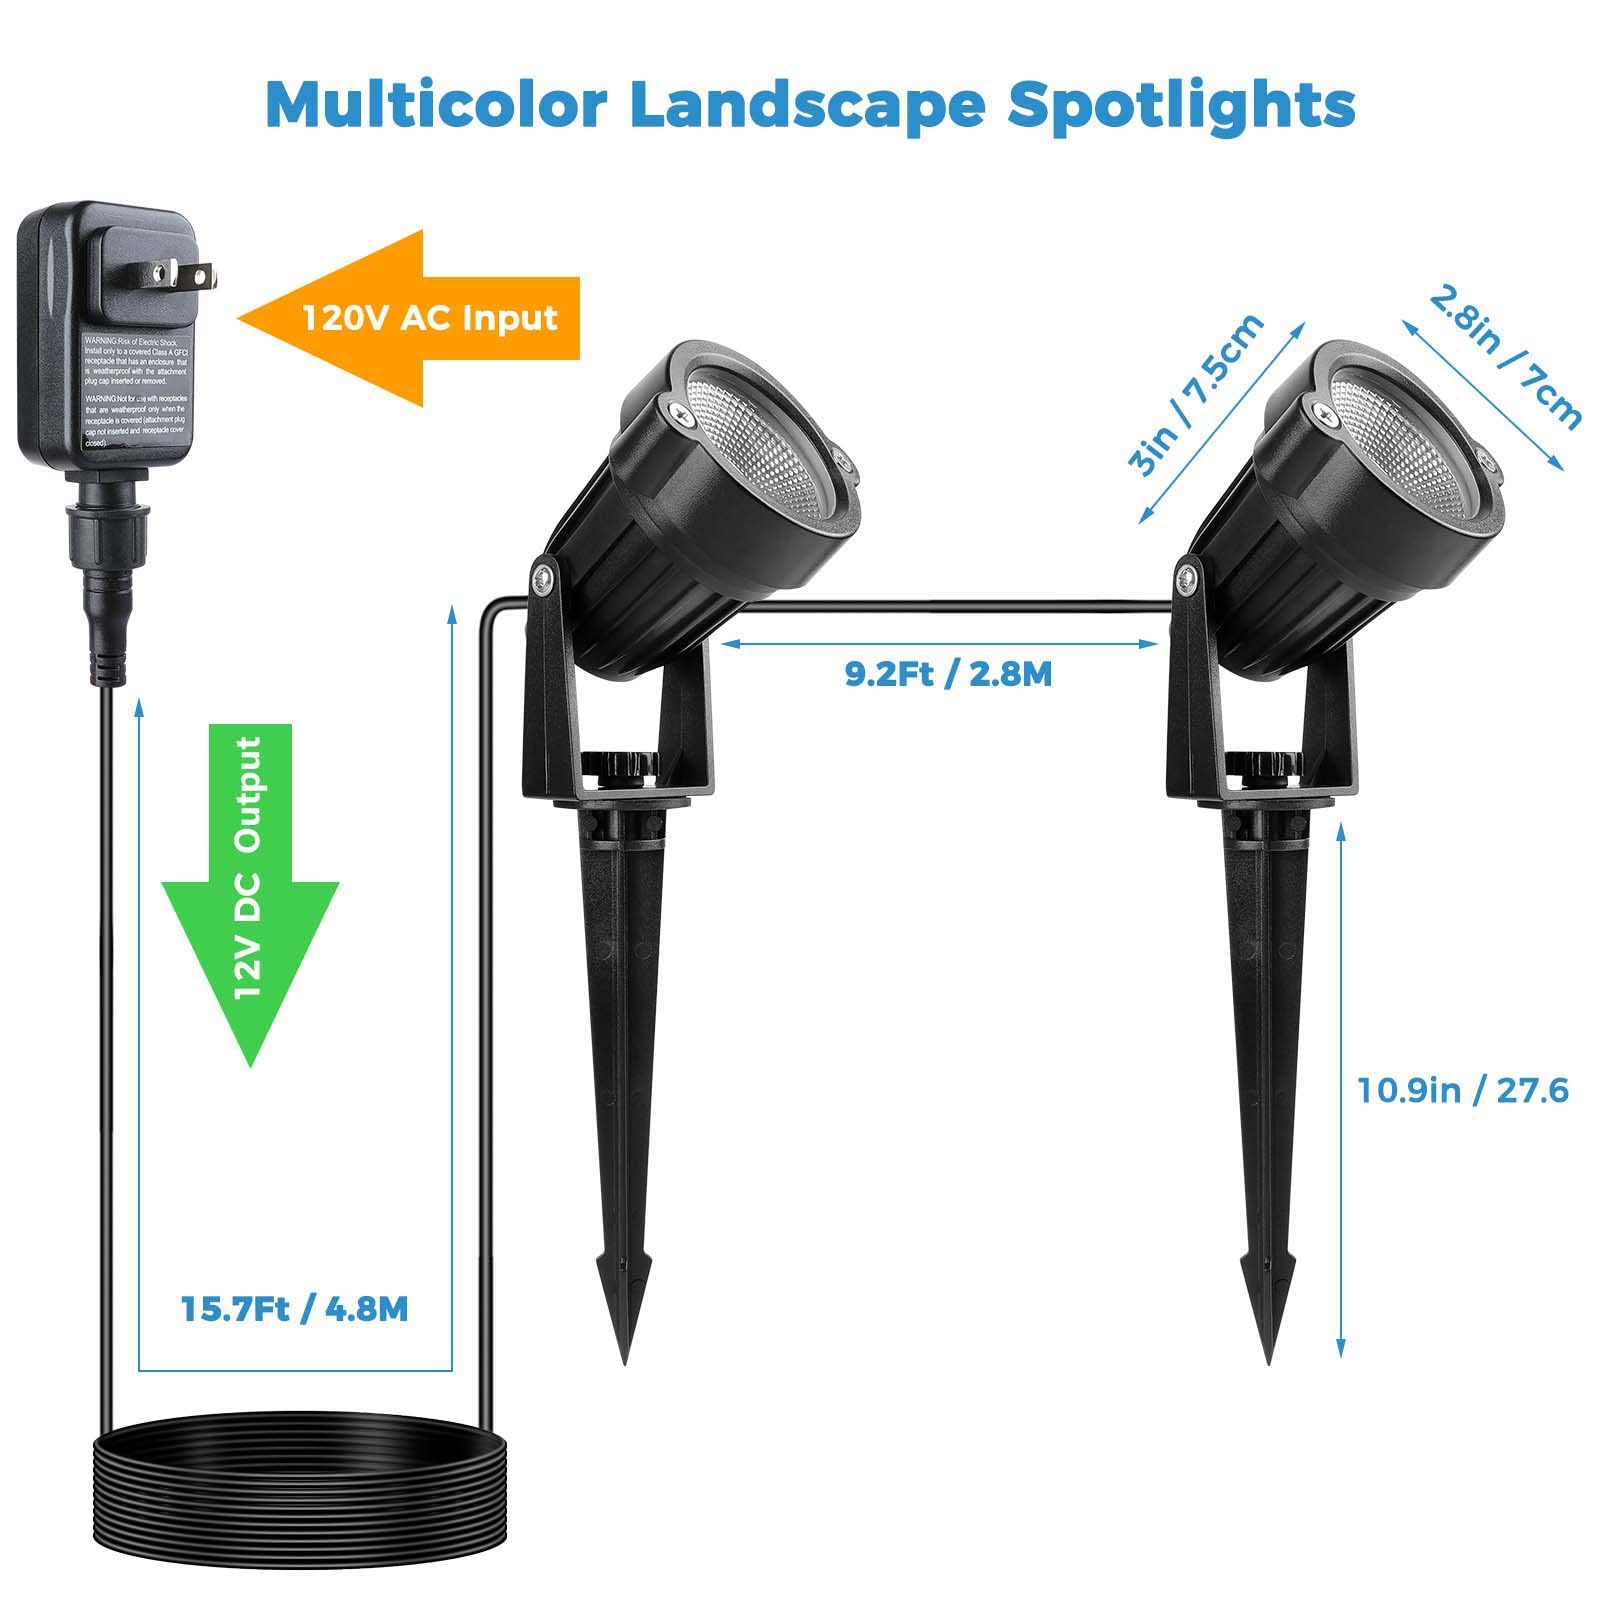 Multicolor Landscape Spotlights
120V AC Input
WARNING:Risk of Electric Shock,
Install only to a covered Class A GFCI
receptacle that has an enclosure that
is weatherproof with the attachment
plug cap inserted or removed.
WARNING:Not for use with receptacles
that are weatherproof only when the
receptacle is covered (attachment plug
cap not inserted and receptacle cover
closed).
3in / 7.5cm
2.8in / 7cm
9.2Ft / 2.8M
12V DC Output
10.9in / 27.6
15.7Ft / 4.8M